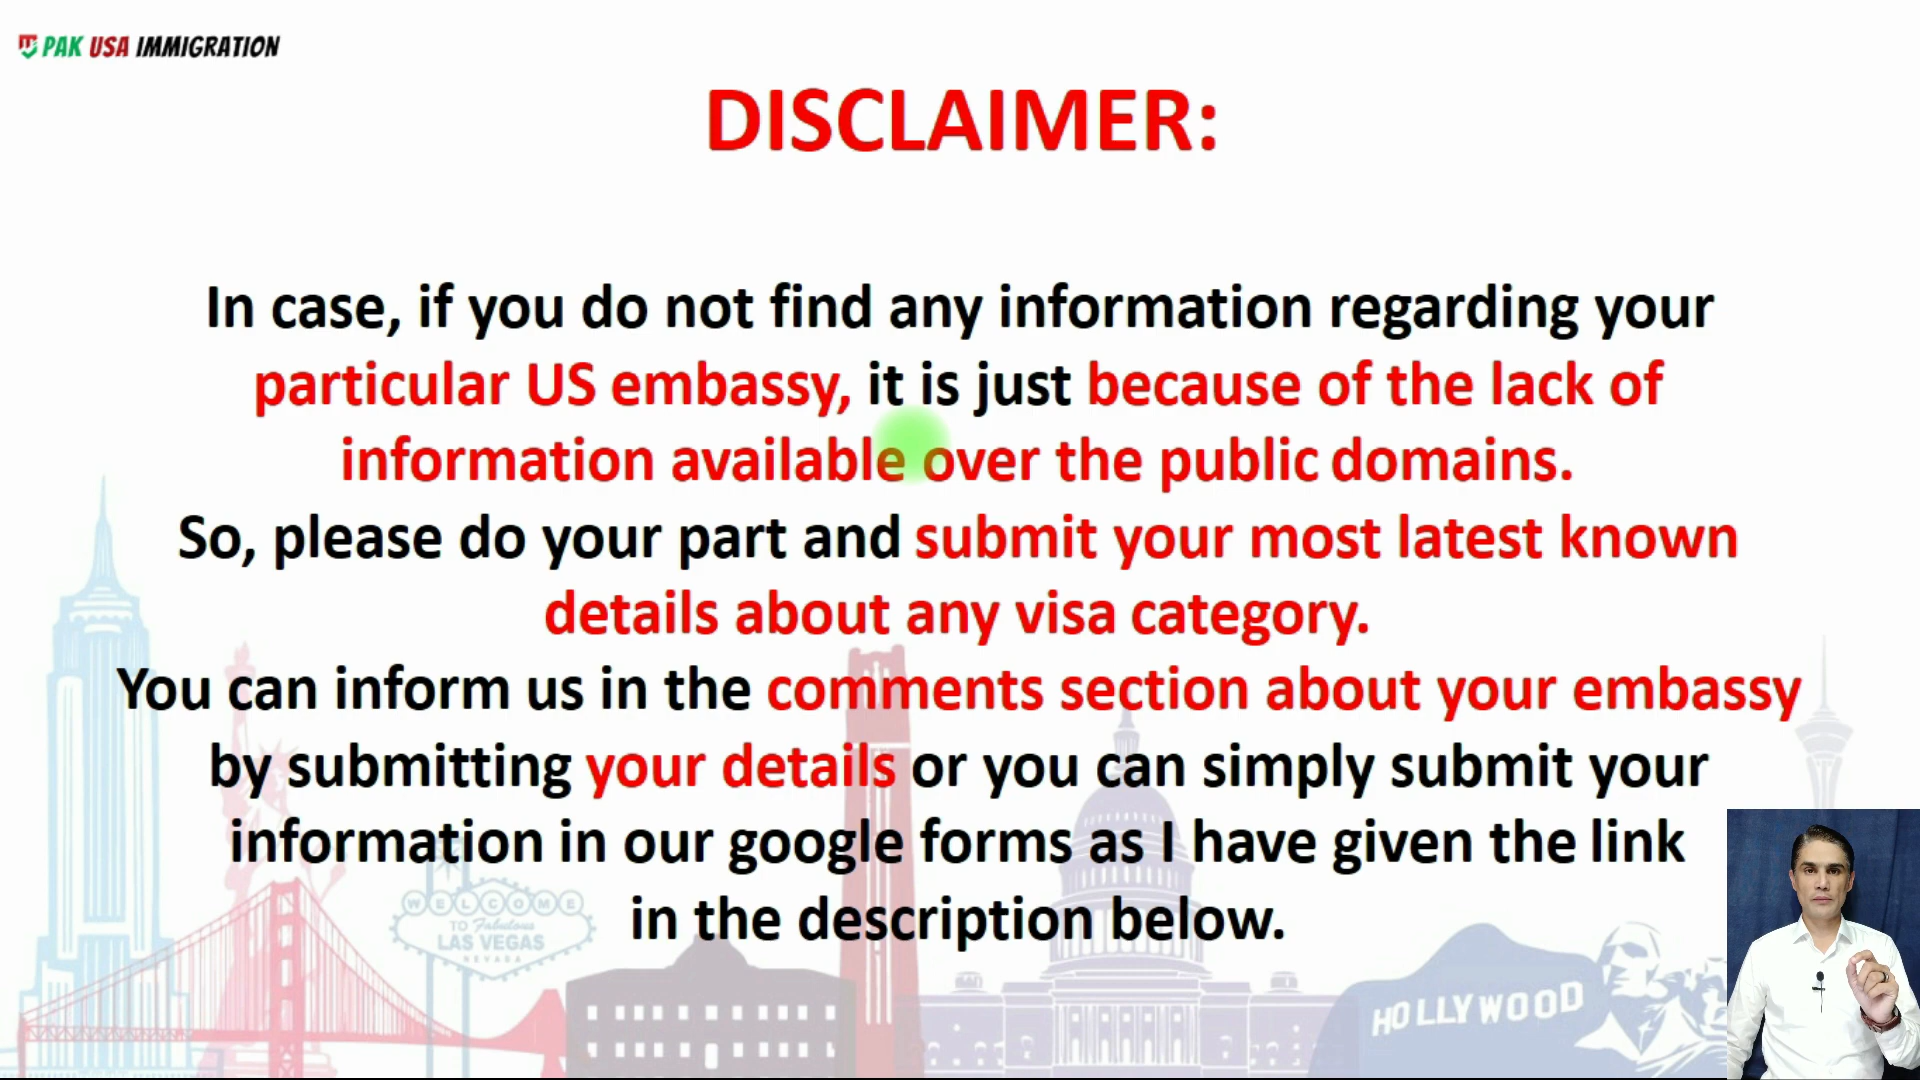 PAK USA IMMIGRATION
DISCLAIMER:
In case, if you do not find any information regarding your
particular US embassy, it is just because of the lack of
information available over the public domains.
So, please do your part and submit your most latest known
details about any visa category.
You can inform us in the comments section about your embassy
by submitting your details or you can simply submit your
information in our google forms as I have given the link
in the description below.
WELCOME
TO Fabulous
LAS VEGAS
NEVADA
HOLLYWOOD